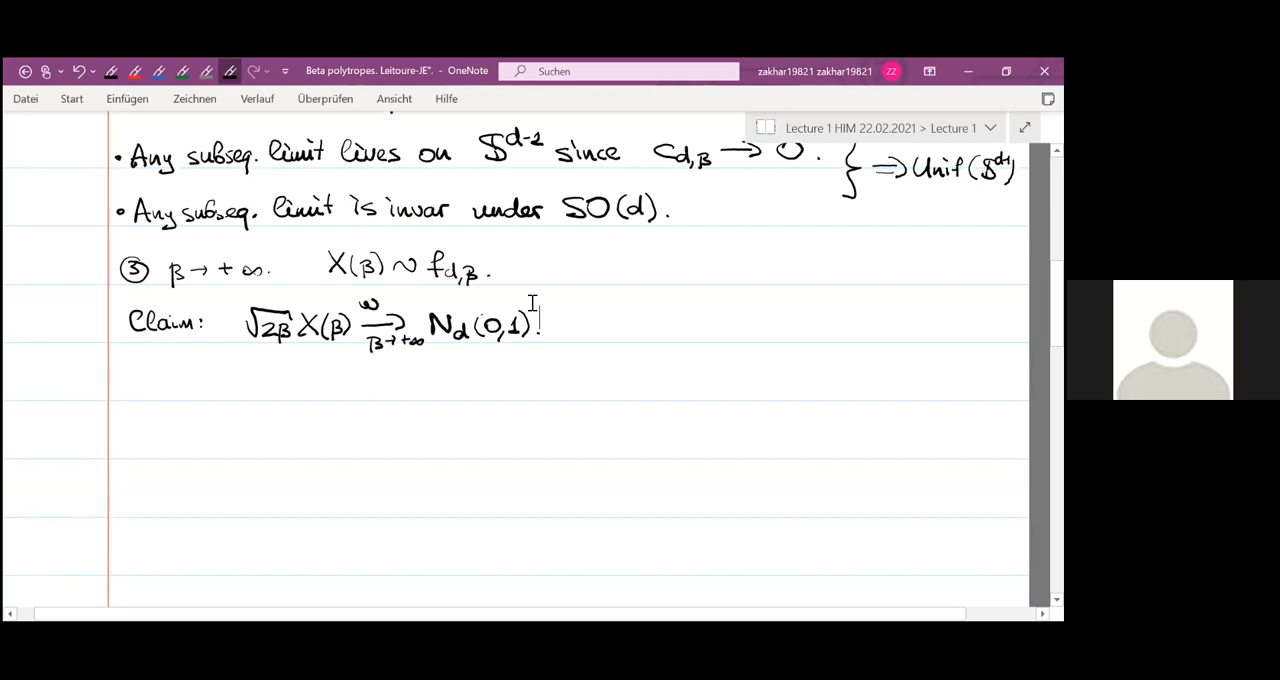 Beta polytopes. Leitoure-JE". - OneNote
Suchen
zakhar19821 zakhar19821
ZZ
Datei Start Einfügen Zeichnen Verlauf Überprüfen Ansicht Hilfe
Lecture 1 HIM 22.02.2021 > Lecture 1
• Any subseq. limit lives on 𝕊^{d-1} since c_{d,β} → 0. } ⇒ Unif(𝕊^{d-1})
• Any subseq. limit is invar under SO(d).
③ β → +∞. X(β) ~ f_{d,β}.
Claim: √2β X(β) →^{w}_{β→+∞} N_d(0,1).